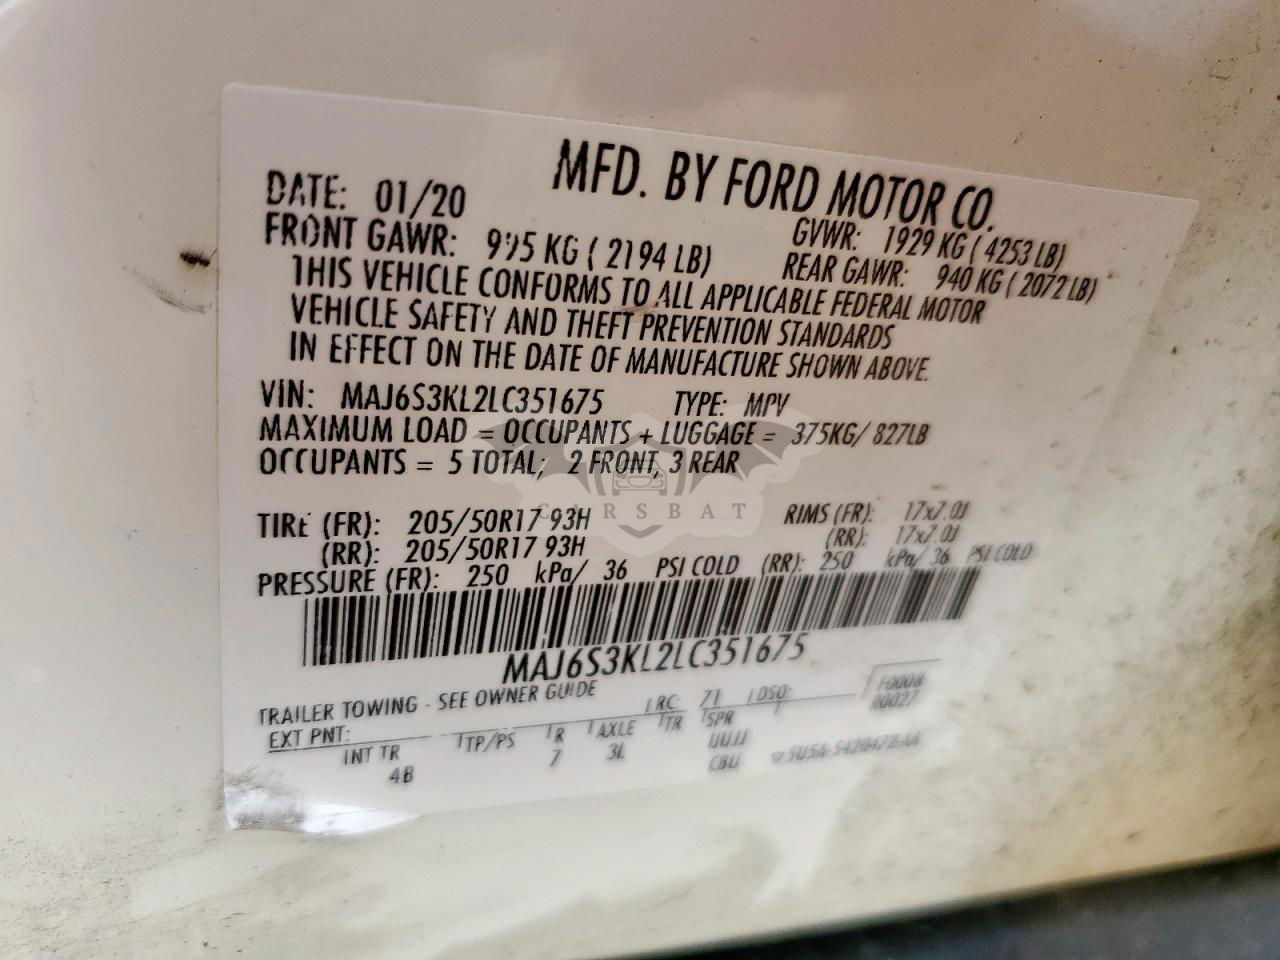 MFD. BY FORD MOTOR CO.
DATE: 01/20 GVWR: 1929 KG ( 4253 LB)
FRONT GAWR: 995 KG ( 2194 LB) REAR GAWR: 940 KG ( 2072 LB)
THIS VEHICLE CONFORMS TO ALL APPLICABLE FEDERAL MOTOR
VEHICLE SAFETY AND THEFT PREVENTION STANDARDS
IN EFFECT ON THE DATE OF MANUFACTURE SHOWN ABOVE.
VIN: MAJ6S3KL2LC351675 TYPE: MPV
MAXIMUM LOAD = OCCUPANTS + LUGGAGE = 375KG/ 827LB
OCCUPANTS = 5 TOTAL; 2 FRONT, 3 REAR
CARSBAT
TIRE (FR): 205/50R17 93H RIMS (FR): 17x7.0J
(RR): 205/50R17 93H (RR): 17x7.0J
PRESSURE (FR): 250 kPa/ 36 PSI COLD (RR): 250 kPa/ 36 PSI COLD
MAJ6S3KL2LC351675
TRAILER TOWING - SEE OWNER GUIDE
EXT PNT: RC: 71 DSO: F0008
R0027
INT TR TP/PS R AXLE TR SPR
4B 7 3L UUJJ
CBU